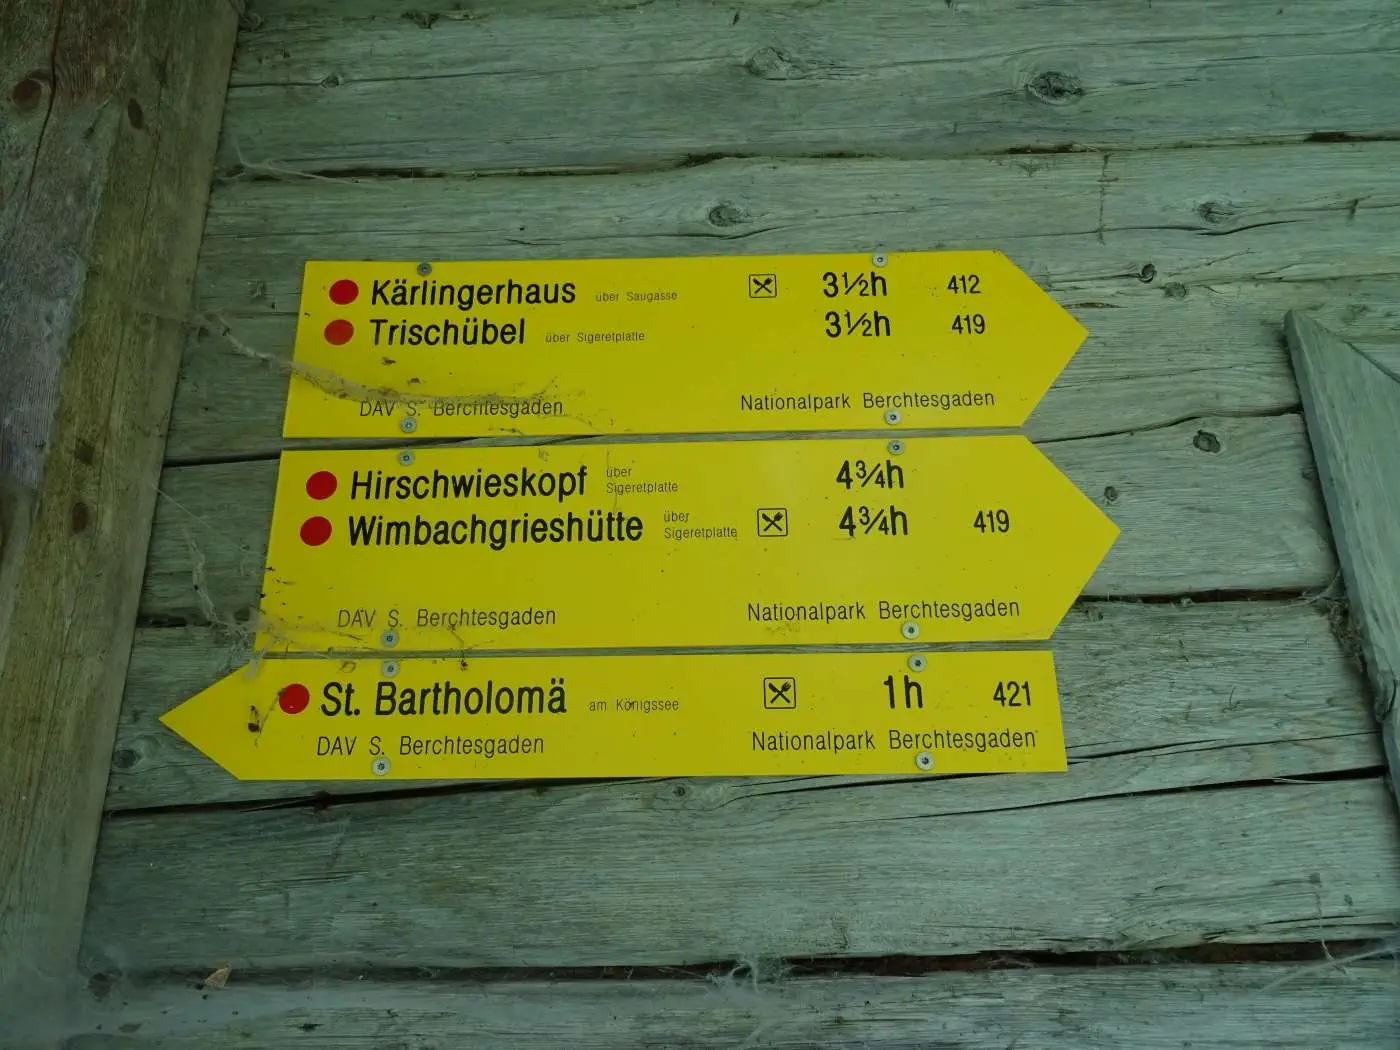 Kärlingerhaus über Saugasse 3½h 412
Trischübel über Sigeretplatte 3½h 419
DAV S. Berchtesgaden Nationalpark Berchtesgaden
Hirschwieskopf über Sigeretplatte 4¾h
Wimbachgrieshütte über Sigeretplatte 4¾h 419
DAV S. Berchtesgaden Nationalpark Berchtesgaden
St. Bartholomä am Königssee 1h 421
DAV S. Berchtesgaden Nationalpark Berchtesgaden